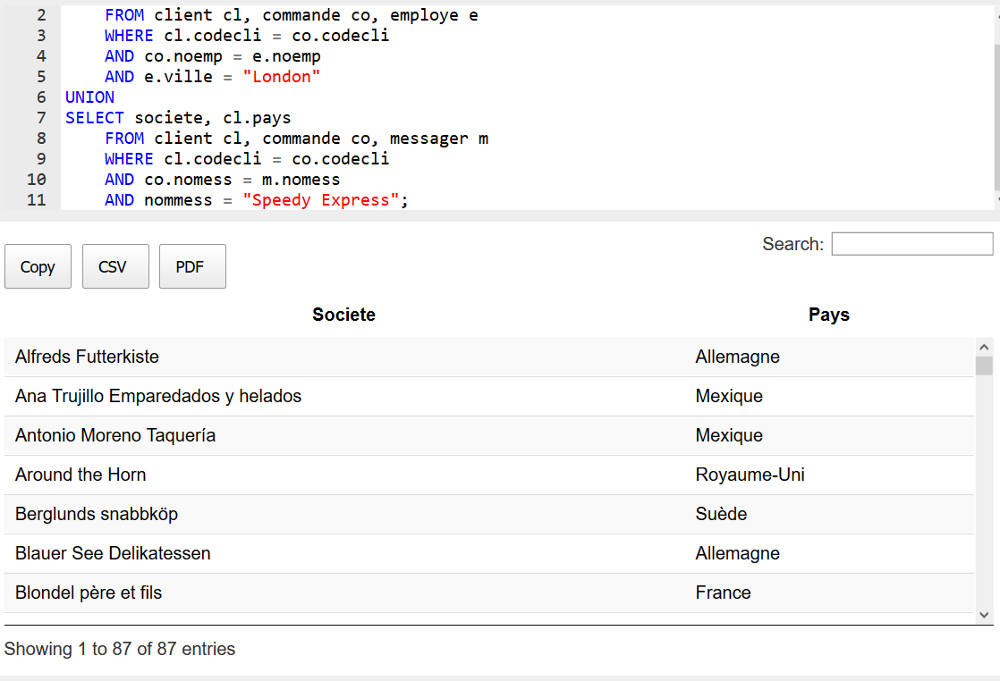 2 FROM client cl, commande co, employe e
3 WHERE cl.codecli = co.codecli
4 AND co.noemp = e.noemp
5 AND e.ville = "London"
6 UNION
7 SELECT societe, cl.pays
8 FROM client cl, commande co, messager m
9 WHERE cl.codecli = co.codecli
10 AND co.nomess = m.nomess
11 AND nommess = "Speedy Express";
Search:
Copy CSV PDF
Societe Pays
Alfreds Futterkiste Allemagne
Ana Trujillo Emparedados y helados Mexique
Antonio Moreno Taquería Mexique
Around the Horn Royaume-Uni
Berglunds snabbköp Suède
Blauer See Delikatessen Allemagne
Blondel père et fils France
Showing 1 to 87 of 87 entries